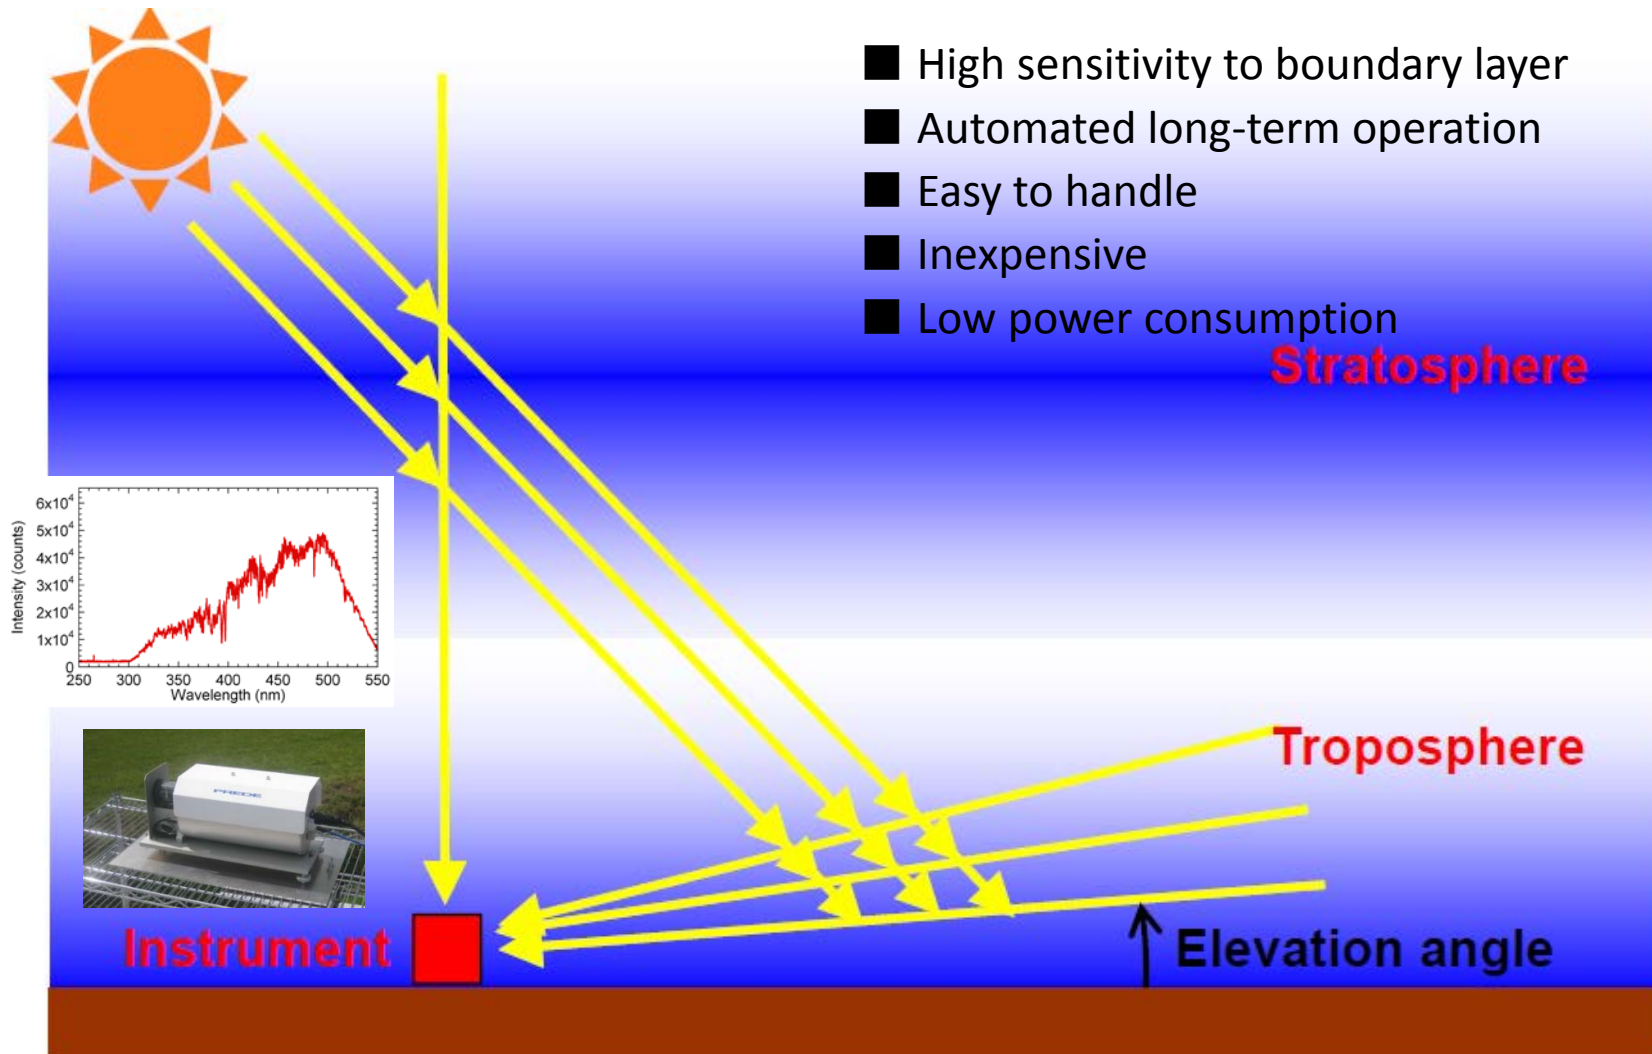 ■ High sensitivity to boundary layer
■ Automated long-term operation
■ Easy to handle
■ Inexpensive
■ Low power consumption
Stratosphere
6x10⁴
5x10⁴
4x10⁴
3x10⁴
2x10⁴
1x10⁴
0
Intensity (counts)
250 300 350 400 450 500 550
Wavelength (nm)
Troposphere
PREDE
Instrument
Elevation angle